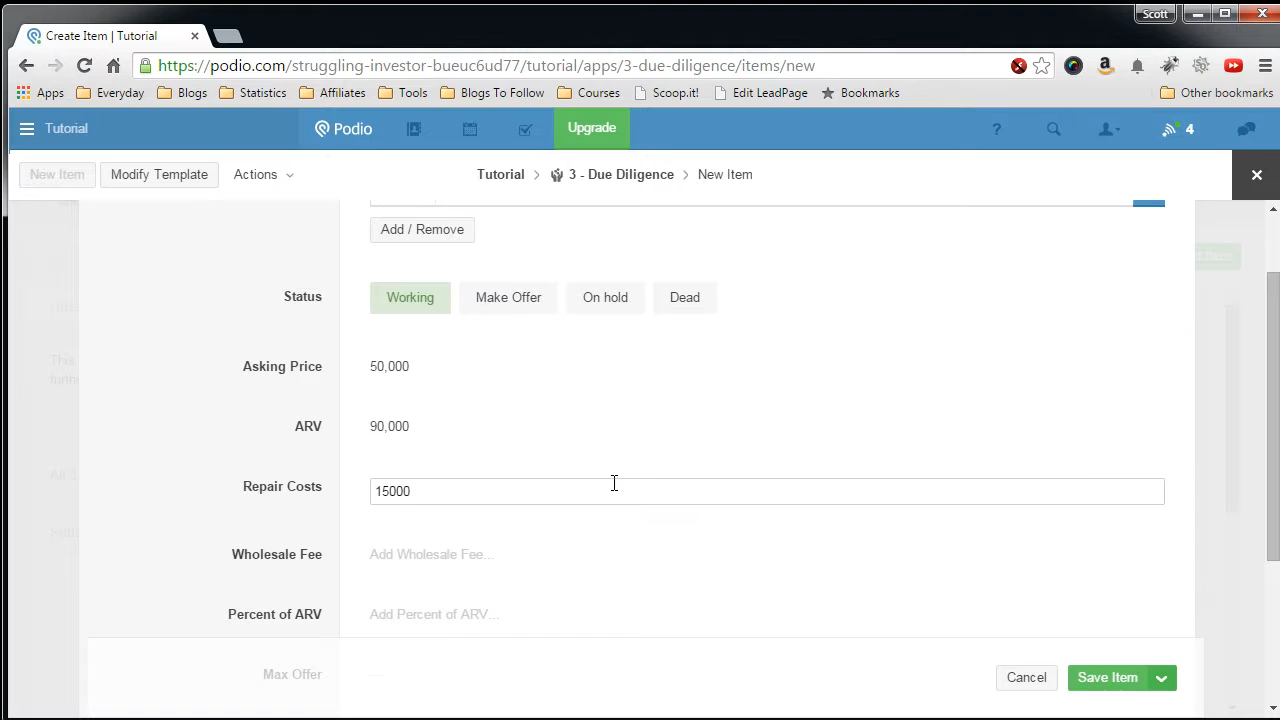 Scott
Create Item | Tutorial
https://podio.com/struggling-investor-bueuc6ud77/tutorial/apps/3-due-diligence/items/new
Apps Everyday Blogs Statistics Affiliates Tools Blogs To Follow Courses Scoop.it! Edit LeadPage Bookmarks Other bookmarks
Tutorial Podio Upgrade ? 4
New Item Modify Template Actions Tutorial > 3 - Due Diligence > New Item
Add / Remove
Status Working Make Offer On hold Dead
Asking Price 50,000
ARV 90,000
Repair Costs 15000
Wholesale Fee Add Wholesale Fee...
Percent of ARV Add Percent of ARV...
Max Offer
Cancel Save Item